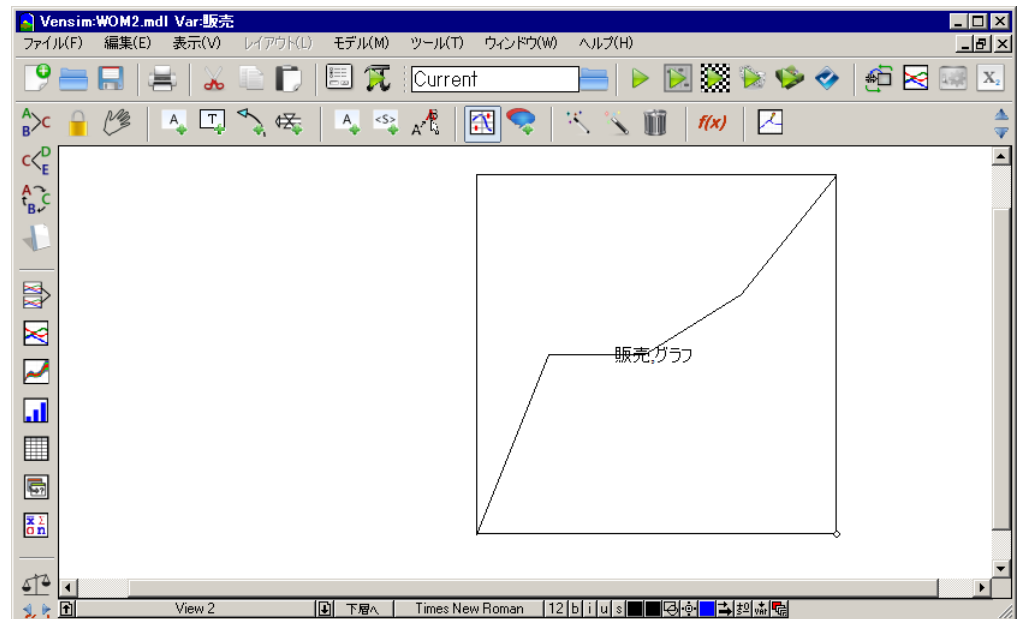 Vensim:WOM2.mdl Var:販売
ファイル(F) 編集(E) 表示(V) レイアウト(L) モデル(M) ツール(T) ウィンドウ(W) ヘルプ(H)
Current
X₂
A T A <S> A f(x)
A B C
C D E
A C B
販売グラフ
View 2 下層へ Times New Roman 12 b i u s